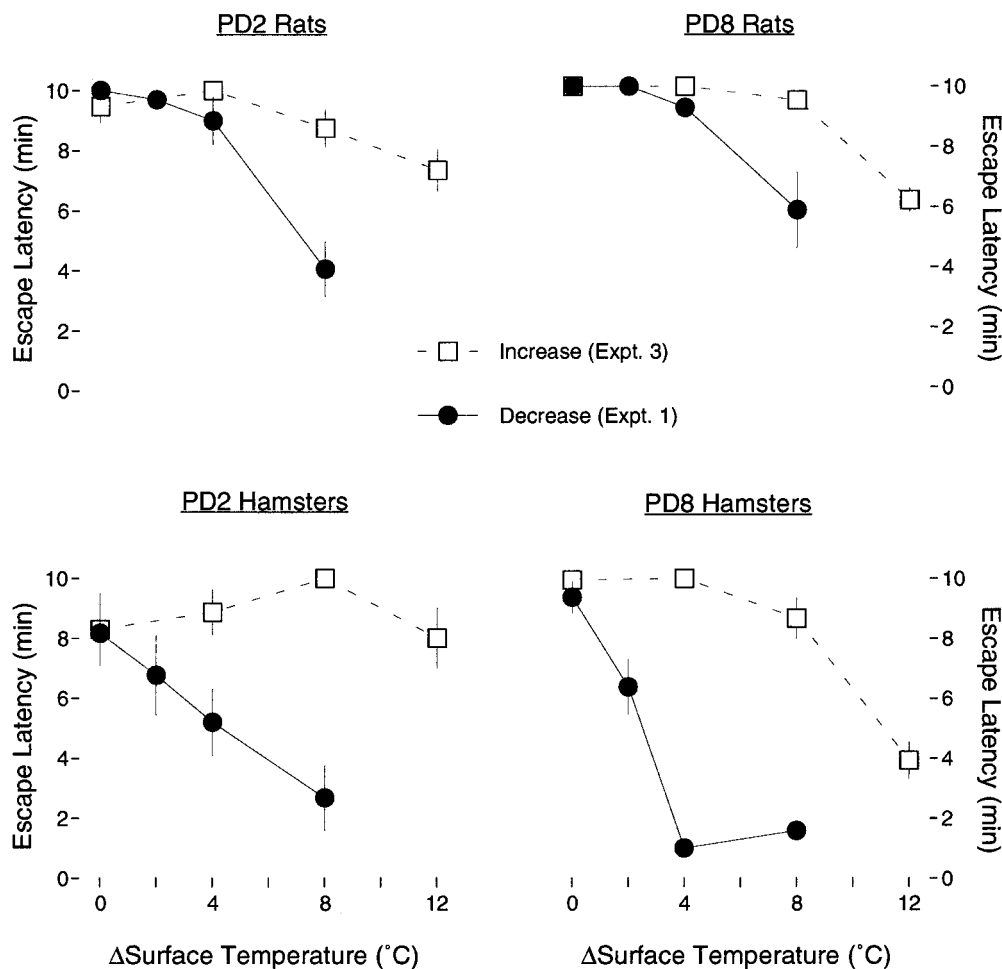 PD2 Rats
PD8 Rats
Escape Latency (min)
10-
8-
6-
4-
2-
0-
-10
-8
-6
-4
-2
-0
Escape Latency (min)
Increase (Expt. 3)
Decrease (Expt. 1)
PD2 Hamsters
PD8 Hamsters
Escape Latency (min)
10-
8-
6-
4-
2-
0-
-10
-8
-6
-4
-2
-0
Escape Latency (min)
0 4 8 12
0 4 8 12
ΔSurface Temperature (˚C)
ΔSurface Temperature (˚C)